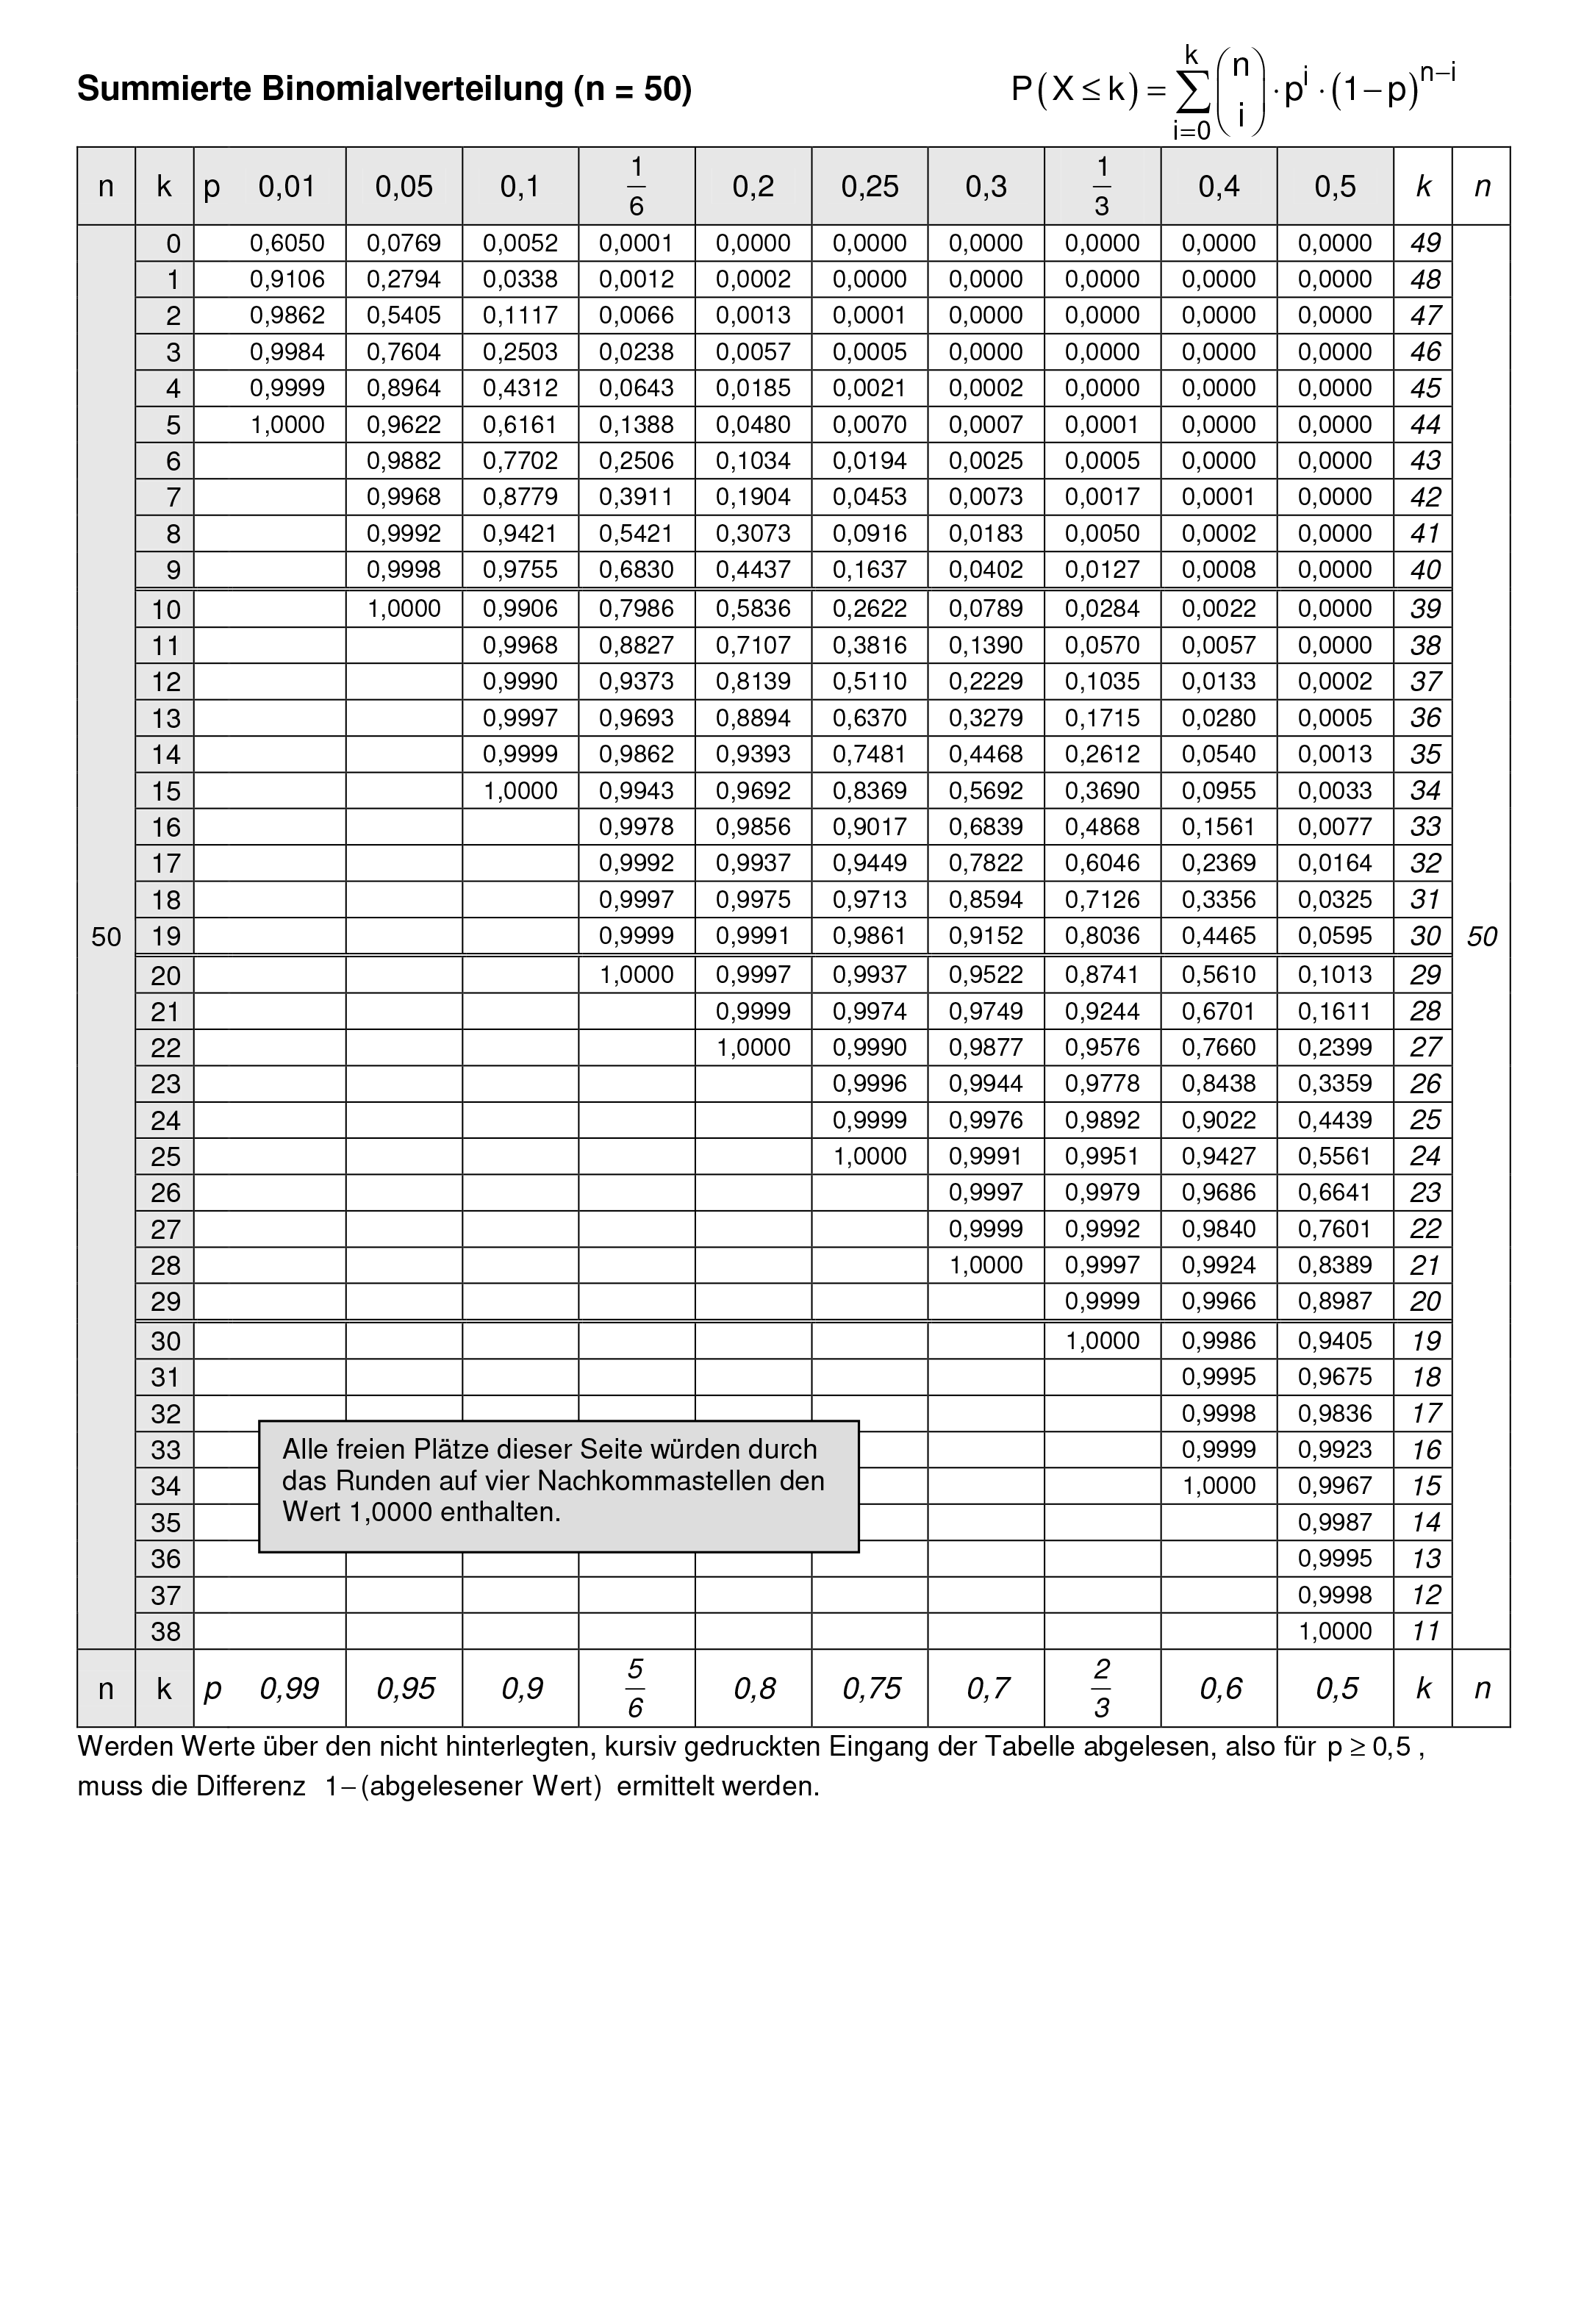 Summierte Binomialverteilung (n = 50)
P(X ≤ k) = ∑_{i=0}^{k} (n i) · p^i · (1−p)^{n−i}
n k p 0,01 0,05 0,1 1/6 0,2 0,25 0,3 1/3 0,4 0,5 k n
0 0,6050 0,0769 0,0052 0,0001 0,0000 0,0000 0,0000 0,0000 0,0000 0,0000 49
1 0,9106 0,2794 0,0338 0,0012 0,0002 0,0000 0,0000 0,0000 0,0000 0,0000 48
2 0,9862 0,5405 0,1117 0,0066 0,0013 0,0001 0,0000 0,0000 0,0000 0,0000 47
3 0,9984 0,7604 0,2503 0,0238 0,0057 0,0005 0,0000 0,0000 0,0000 0,0000 46
4 0,9999 0,8964 0,4312 0,0643 0,0185 0,0021 0,0002 0,0000 0,0000 0,0000 45
5 1,0000 0,9622 0,6161 0,1388 0,0480 0,0070 0,0007 0,0001 0,0000 0,0000 44
6 0,9882 0,7702 0,2506 0,1034 0,0194 0,0025 0,0005 0,0000 0,0000 43
7 0,9968 0,8779 0,3911 0,1904 0,0453 0,0073 0,0017 0,0001 0,0000 42
8 0,9992 0,9421 0,5421 0,3073 0,0916 0,0183 0,0050 0,0002 0,0000 41
9 0,9998 0,9755 0,6830 0,4437 0,1637 0,0402 0,0127 0,0008 0,0000 40
10 1,0000 0,9906 0,7986 0,5836 0,2622 0,0789 0,0284 0,0022 0,0000 39
11 0,9968 0,8827 0,7107 0,3816 0,1390 0,0570 0,0057 0,0000 38
12 0,9990 0,9373 0,8139 0,5110 0,2229 0,1035 0,0133 0,0002 37
13 0,9997 0,9693 0,8894 0,6370 0,3279 0,1715 0,0280 0,0005 36
14 0,9999 0,9862 0,9393 0,7481 0,4468 0,2612 0,0540 0,0013 35
15 1,0000 0,9943 0,9692 0,8369 0,5692 0,3690 0,0955 0,0033 34
16 0,9978 0,9856 0,9017 0,6839 0,4868 0,1561 0,0077 33
17 0,9992 0,9937 0,9449 0,7822 0,6046 0,2369 0,0164 32
18 0,9997 0,9975 0,9713 0,8594 0,7126 0,3356 0,0325 31
50 19 0,9999 0,9991 0,9861 0,9152 0,8036 0,4465 0,0595 30 50
20 1,0000 0,9997 0,9937 0,9522 0,8741 0,5610 0,1013 29
21 0,9999 0,9974 0,9749 0,9244 0,6701 0,1611 28
22 1,0000 0,9990 0,9877 0,9576 0,7660 0,2399 27
23 0,9996 0,9944 0,9778 0,8438 0,3359 26
24 0,9999 0,9976 0,9892 0,9022 0,4439 25
25 1,0000 0,9991 0,9951 0,9427 0,5561 24
26 0,9997 0,9979 0,9686 0,6641 23
27 0,9999 0,9992 0,9840 0,7601 22
28 1,0000 0,9997 0,9924 0,8389 21
29 0,9999 0,9966 0,8987 20
30 1,0000 0,9986 0,9405 19
31 0,9995 0,9675 18
32 0,9998 0,9836 17
33 0,9999 0,9923 16
34 1,0000 0,9967 15
35 0,9987 14
36 0,9995 13
37 0,9998 12
38 1,0000 11
Alle freien Plätze dieser Seite würden durch
das Runden auf vier Nachkommastellen den
Wert 1,0000 enthalten.
n k p 0,99 0,95 0,9 5/6 0,8 0,75 0,7 2/3 0,6 0,5 k n
Werden Werte über den nicht hinterlegten, kursiv gedruckten Eingang der Tabelle abgelesen, also für p ≥ 0,5 ,
muss die Differenz 1−(abgelesener Wert) ermittelt werden.